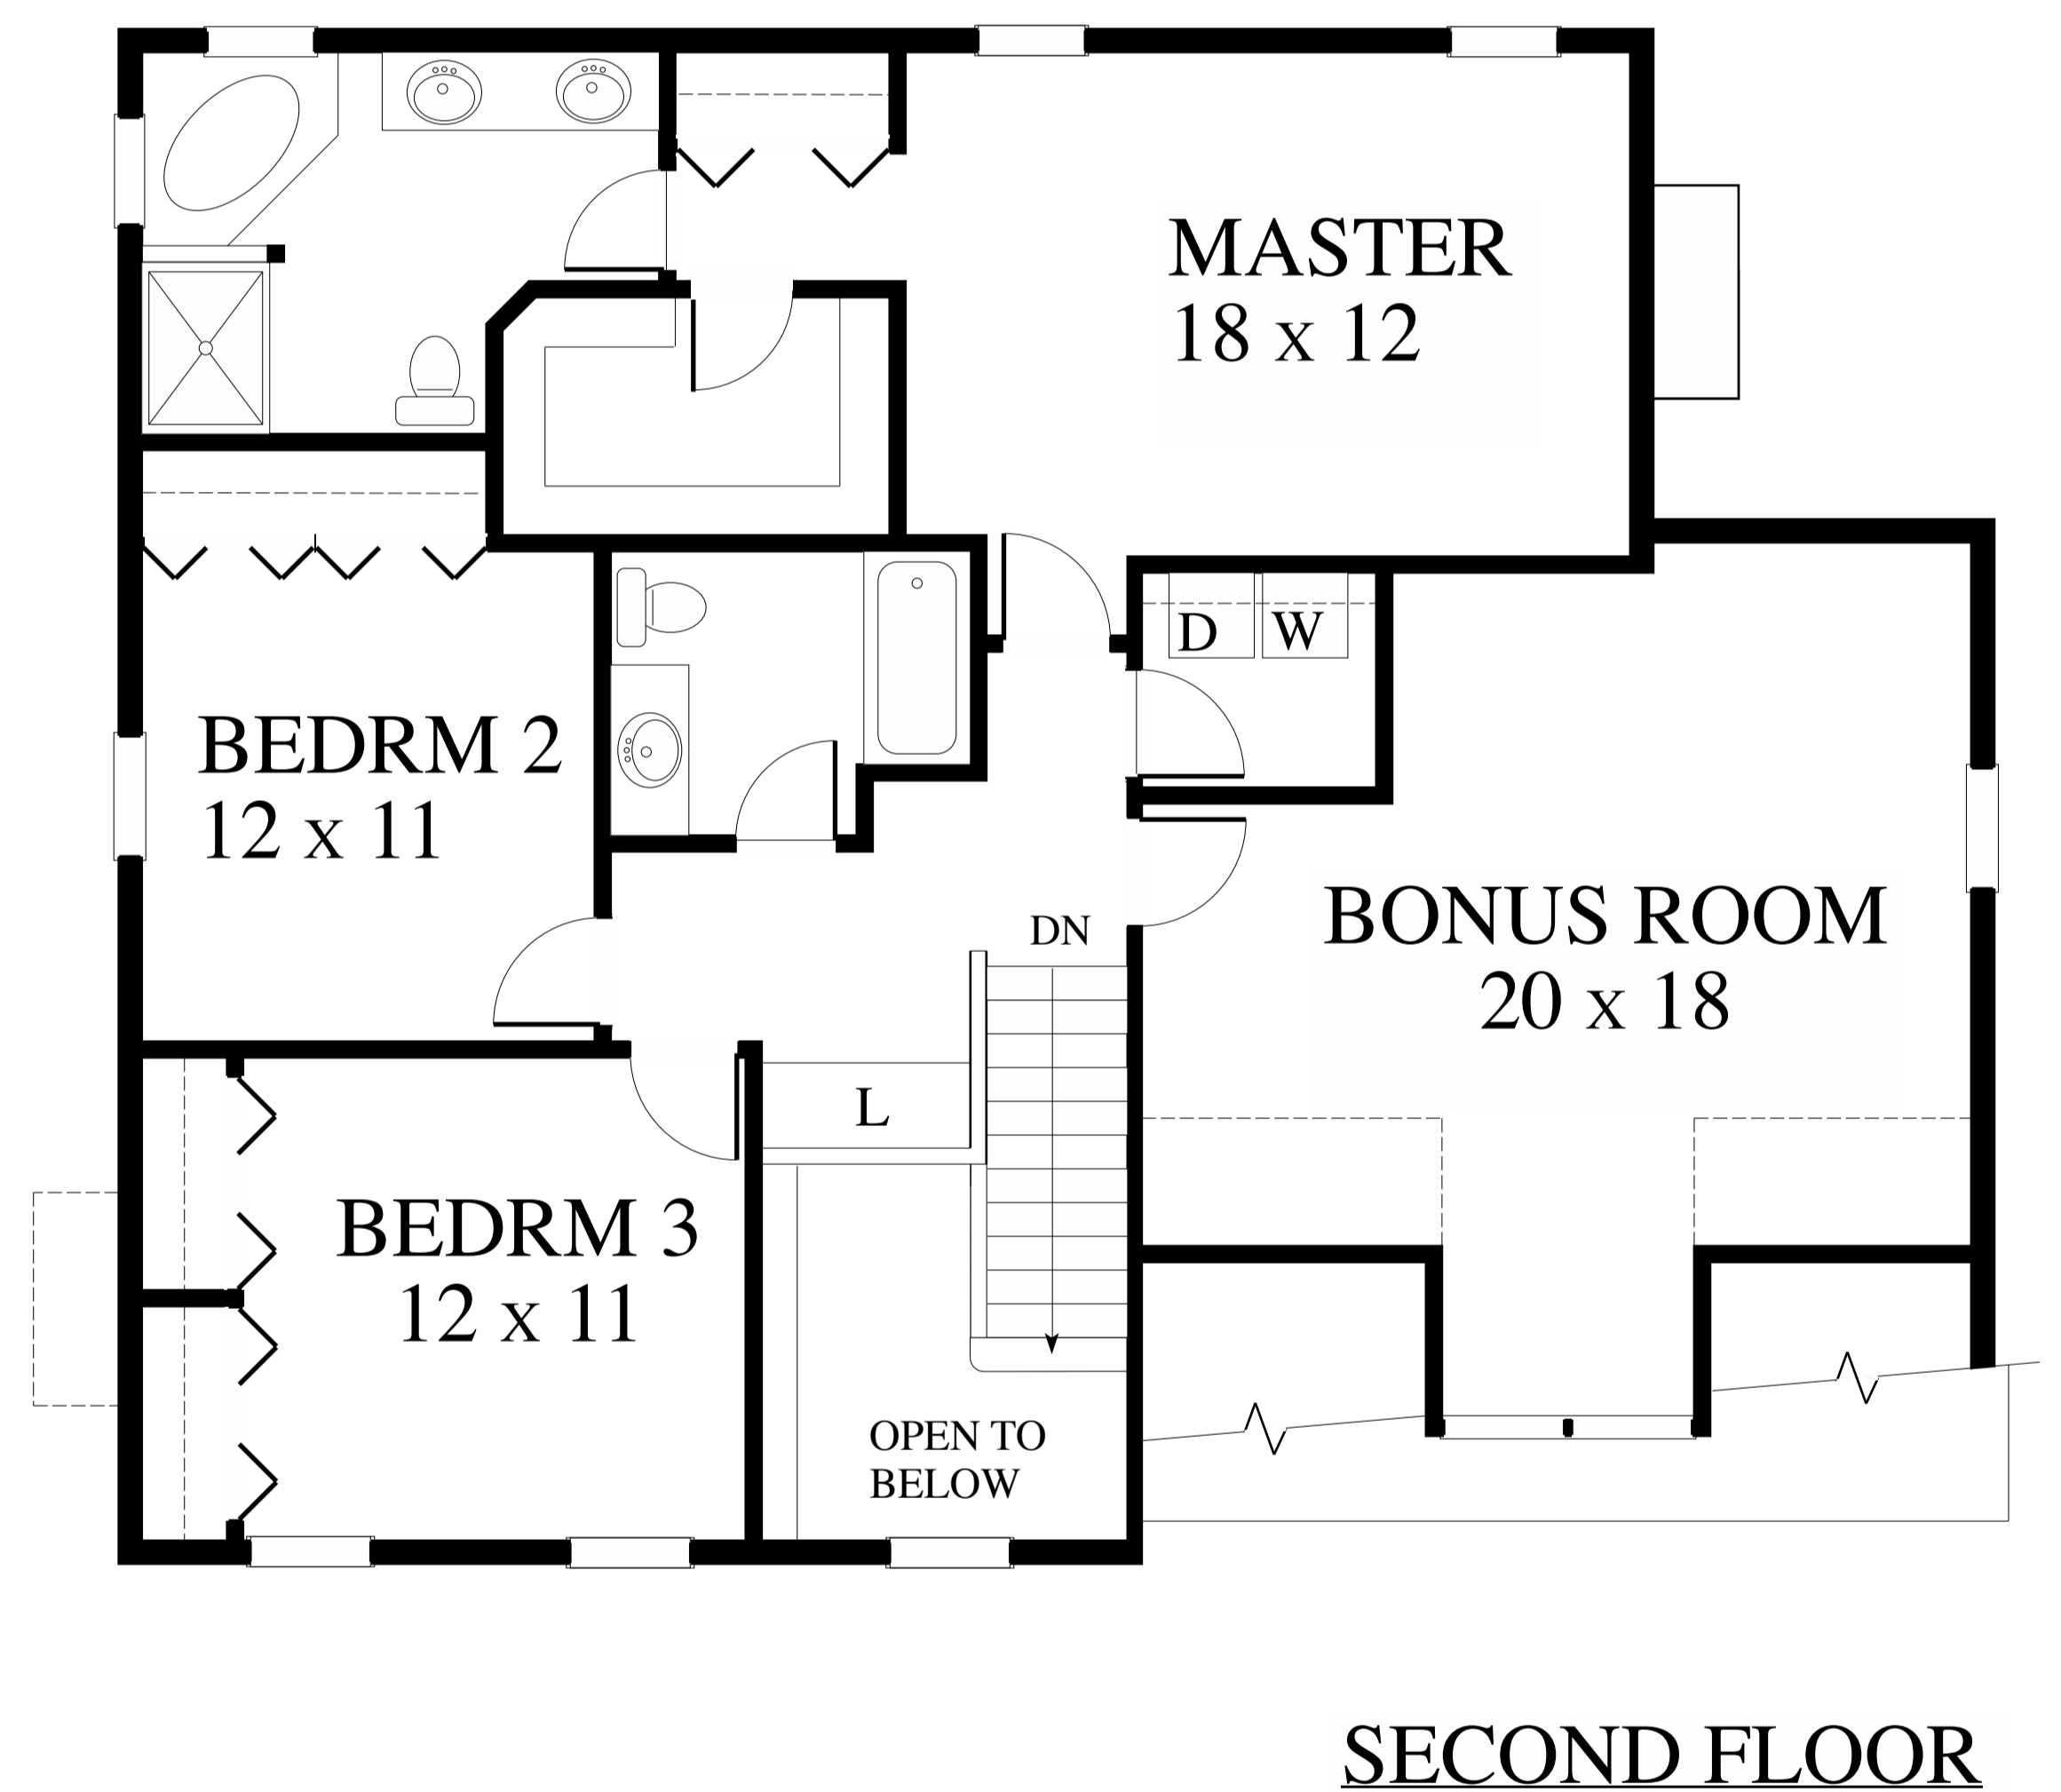 MASTER
18 x 12
D
W
BEDRM 2
12 x 11
BONUS ROOM
20 x 18
DN
L
BEDRM 3
12 x 11
OPEN TO
BELOW
SECOND FLOOR